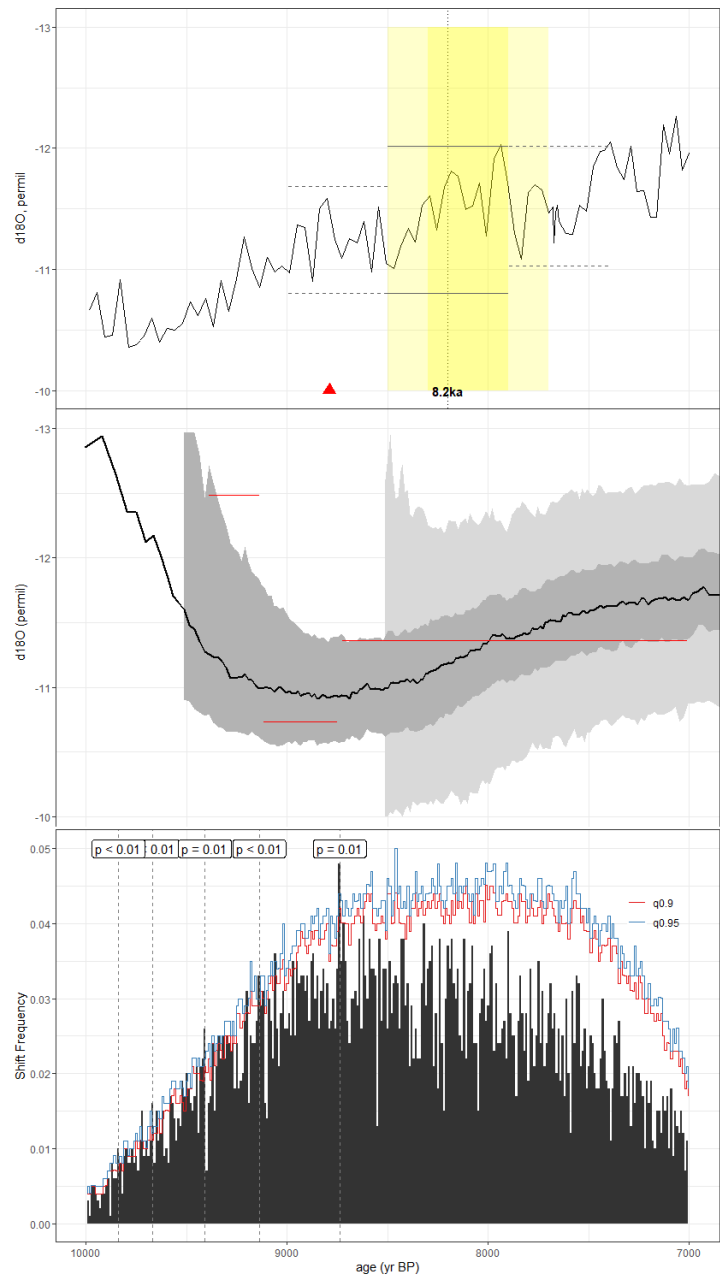 -13
-12
-11
-10
d18O, permil
8.2ka
-13
-12
-11
-10
d18O (permil)
p < 0.01
0.01
p = 0.01
p < 0.01
p = 0.01
0.05
0.04
0.03
0.02
0.01
0.00
Shift Frequency
q0.9
q0.95
10000
9000
8000
7000
age (yr BP)